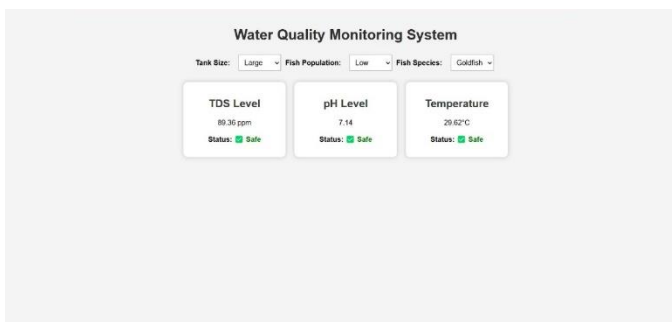 Water Quality Monitoring System
Tank Size: Large Fish Population: Low Fish Species: Goldfish
TDS Level pH Level Temperature
89.36 ppm 7.14 29.62°C
Status: ✅ Safe Status: ✅ Safe Status: ✅ Safe